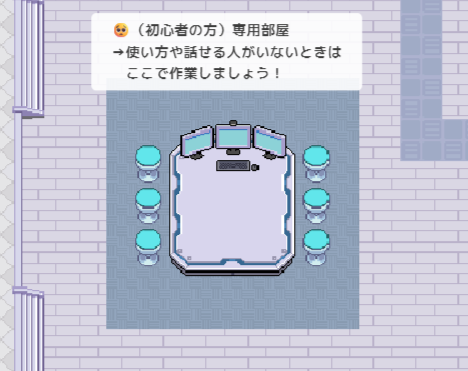 🥺（初心者の方）専用部屋
→使い方や話せる人がいないときは
ここで作業しましょう！